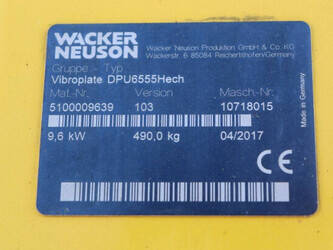 WACKER
NEUSON
Wacker Neuson Produktion GmbH & Co. KG
Wackerstr. 6 85084 Reichertshofen/Germany
Gruppe - Typ
Vibroplate DPU6555Hech
Mat.-Nr. Version Masch.-Nr.
5100009639 103 10718015
9,6 kW 490,0 kg 04/2017
CE
Made in Germany